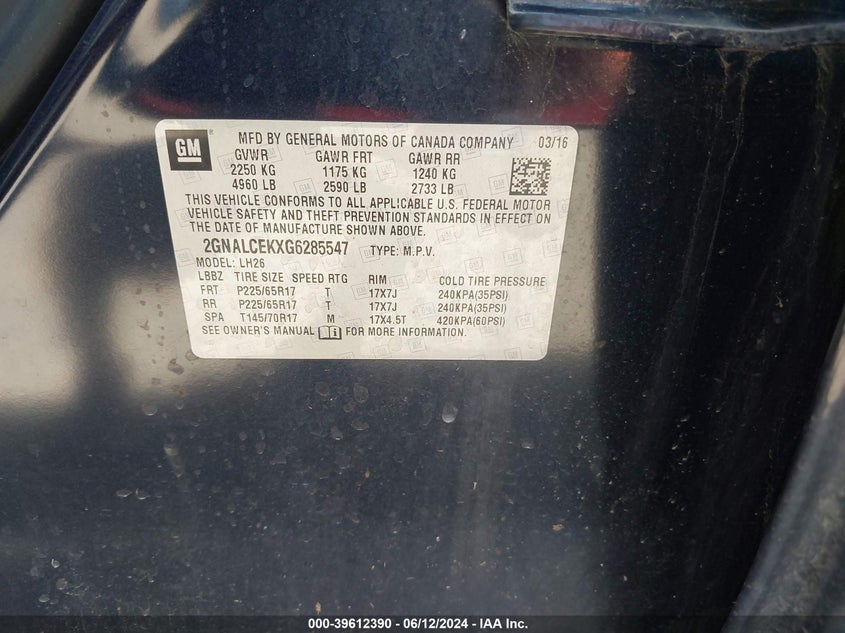 GM MFD BY GENERAL MOTORS OF CANADA COMPANY 03/16
GVWR GAWR FRT GAWR RR
2250 KG 1175 KG 1240 KG
4960 LB 2590 LB 2733 LB
THIS VEHICLE CONFORMS TO ALL APPLICABLE U.S. FEDERAL MOTOR
VEHICLE SAFETY AND THEFT PREVENTION STANDARDS IN EFFECT ON
THE DATE OF MANUFACTURE SHOWN ABOVE.
2GNALCEKXG6285547 TYPE: M.P.V.
MODEL: LH26
LBBZ TIRE SIZE SPEED RTG RIM COLD TIRE PRESSURE
FRT P225/65R17 T 17X7J 240KPA(35PSI)
RR P225/65R17 T 17X7J 240KPA(35PSI)
SPA T145/70R17 M 17X4.5T 420KPA(60PSI)
SEE OWNER'S MANUAL FOR MORE INFORMATION.
000-39612390 - 06/12/2024 - IAA Inc.